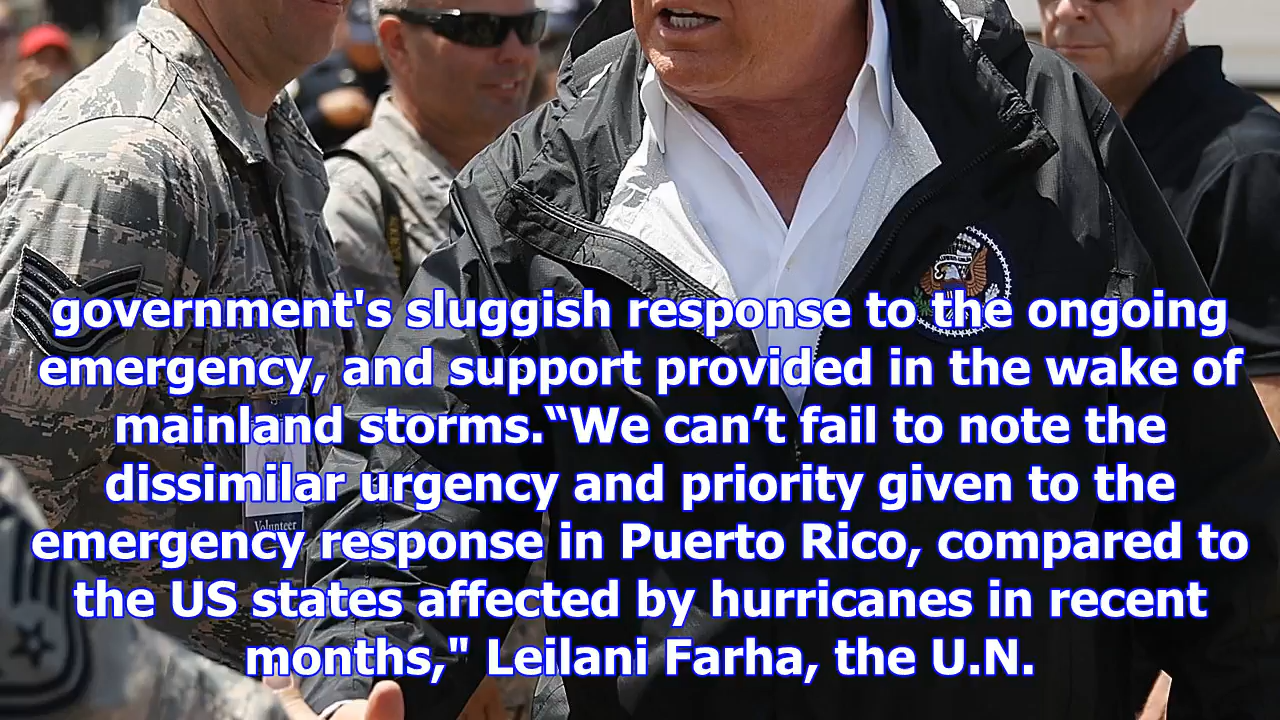 government's sluggish response to the ongoing
emergency, and support provided in the wake of
mainland storms.“We can’t fail to note the
dissimilar urgency and priority given to the
Volunteer
emergency response in Puerto Rico, compared to
the US states affected by hurricanes in recent
months," Leilani Farha, the U.N.